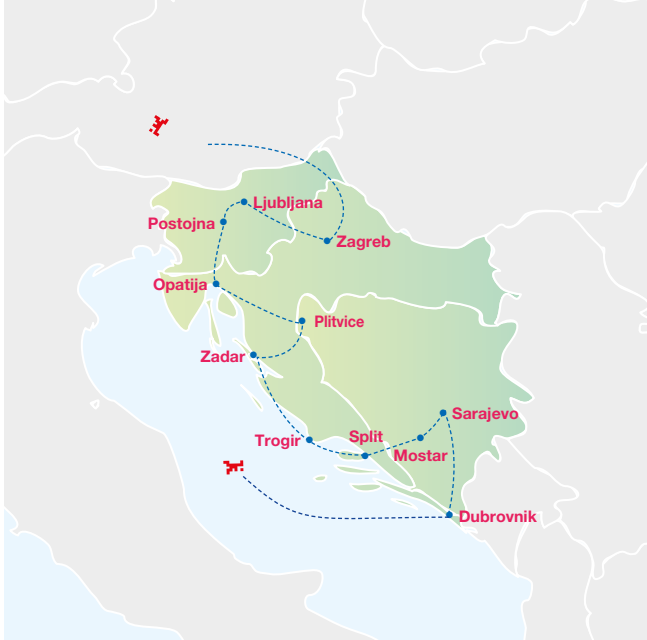 Ljubljana
Postojna
Zagreb
Opatija
Plitvice
Zadar
Sarajevo
Split
Trogir
Mostar
Dubrovnik